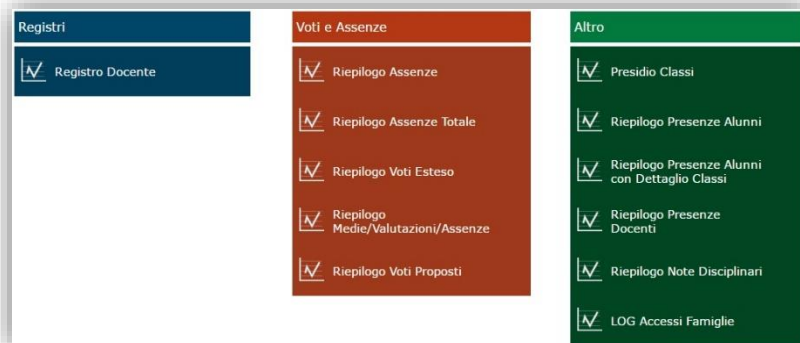 Registri
Registro Docente
Voti e Assenze
Riepilogo Assenze
Riepilogo Assenze Totale
Riepilogo Voti Esteso
Riepilogo
Medie/Valutazioni/Assenze
Riepilogo Voti Proposti
Altro
Presidio Classi
Riepilogo Presenze Alunni
Riepilogo Presenze Alunni
con Dettaglio Classi
Riepilogo Presenze
Docenti
Riepilogo Note Disciplinari
LOG Accessi Famiglie